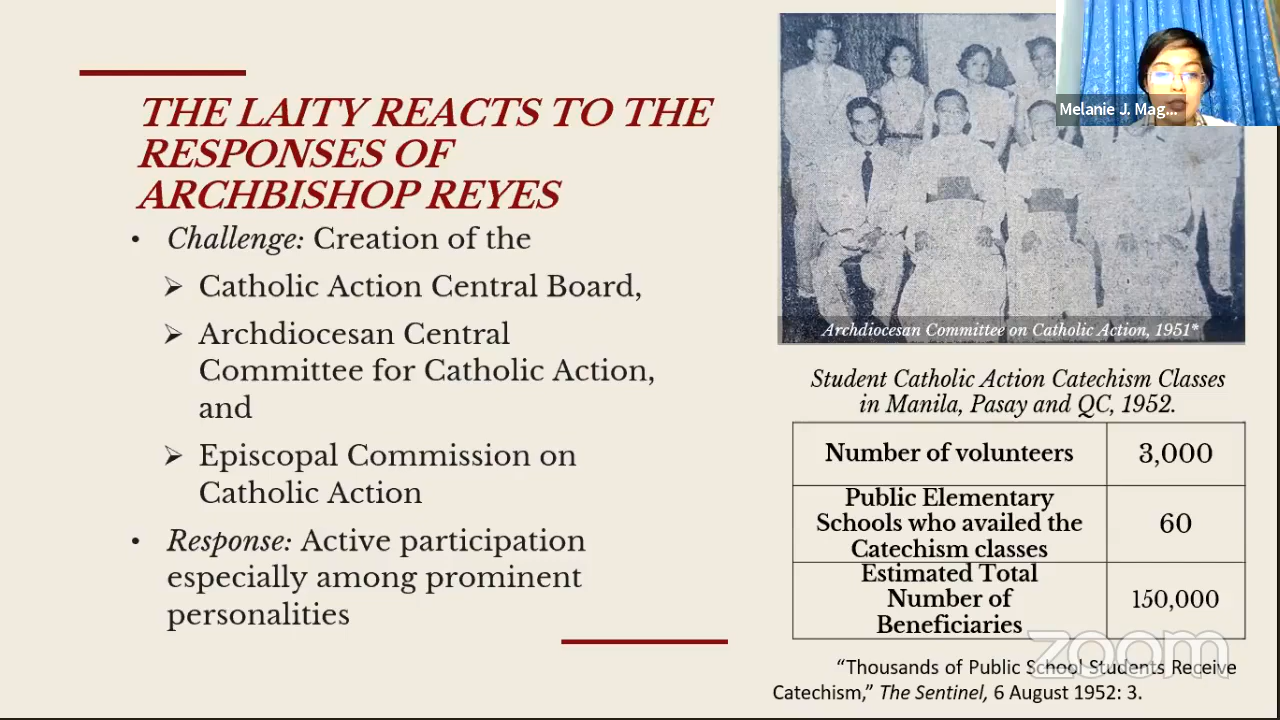 THE LAITY REACTS TO THE
RESPONSES OF
ARCHBISHOP REYES
• Challenge: Creation of the
➢ Catholic Action Central Board,
➢ Archdiocesan Central
Committee for Catholic Action,
and
➢ Episcopal Commission on
Catholic Action
• Response: Active participation
especially among prominent
personalities
Melanie J. Mag...
Archdiocesan Committee on Catholic Action, 1951*
Student Catholic Action Catechism Classes
in Manila, Pasay and QC, 1952.
Number of volunteers 3,000
Public Elementary
Schools who availed the
Catechism classes
60
Estimated Total
Number of
Beneficiaries
150,000
zoom
“Thousands of Public School Students Receive
Catechism,” The Sentinel, 6 August 1952: 3.